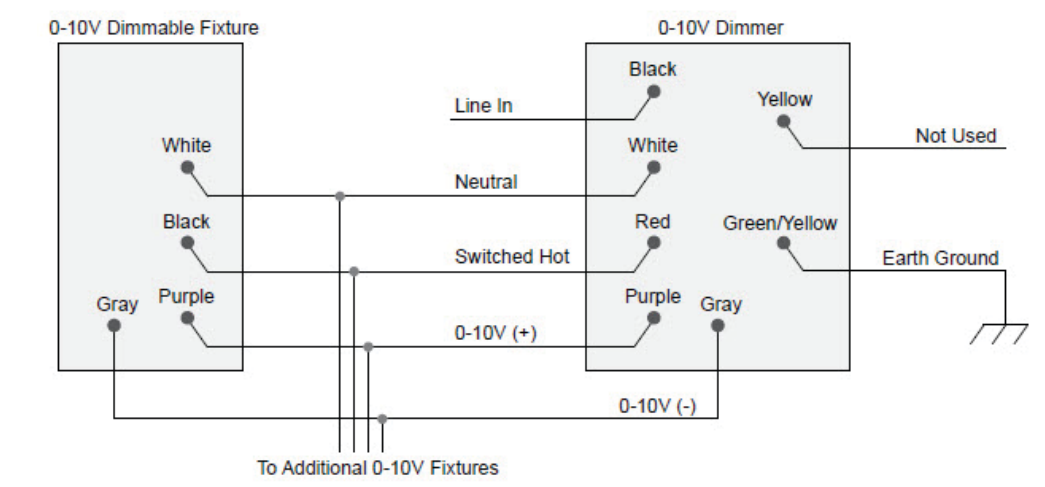 0-10V Dimmable Fixture
0-10V Dimmer
Black
Line In
Yellow
Not Used
White
White
Neutral
Black
Red
Green/Yellow
Switched Hot
Earth Ground
Gray
Purple
Purple
Gray
0-10V (+)
0-10V (-)
To Additional 0-10V Fixtures